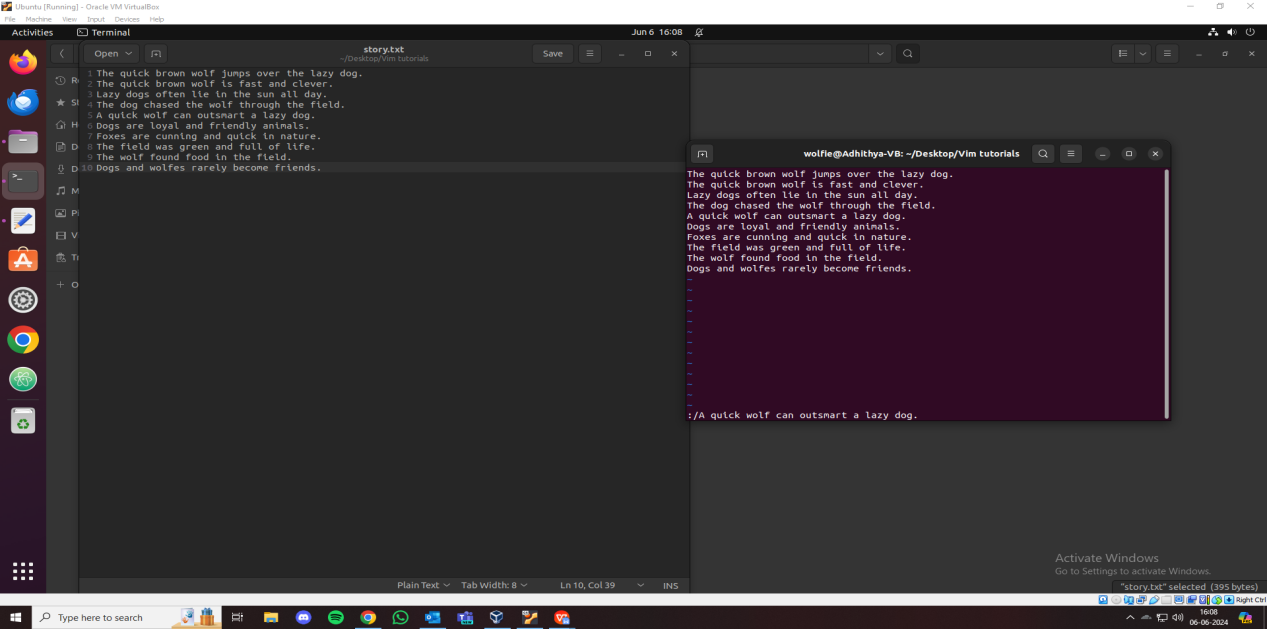 Ubuntu [Running] - Oracle VM VirtualBox
File Machine View Input Devices Help
Activities Terminal Jun 6 16:08
Open story.txt Save
~/Desktop/Vim tutorials
1 The quick brown wolf jumps over the lazy dog.
2 The quick brown wolf is fast and clever.
3 Lazy dogs often lie in the sun all day.
4 The dog chased the wolf through the field.
5 A quick wolf can outsmart a lazy dog.
6 Dogs are loyal and friendly animals.
7 Foxes are cunning and quick in nature.
8 The field was green and full of life.
9 The wolf found food in the field.
10 Dogs and wolfes rarely become friends.
Plain Text Tab Width: 8 Ln 10, Col 39 INS
wolfie@Adhithya-VB: ~/Desktop/Vim tutorials
The quick brown wolf jumps over the lazy dog.
The quick brown wolf is fast and clever.
Lazy dogs often lie in the sun all day.
The dog chased the wolf through the field.
A quick wolf can outsmart a lazy dog.
Dogs are loyal and friendly animals.
Foxes are cunning and quick in nature.
The field was green and full of life.
The wolf found food in the field.
Dogs and wolfes rarely become friends.
~
~
~
~
~
~
~
~
~
~
~
~
~
:/A quick wolf can outsmart a lazy dog.
Activate Windows
Go to Settings to activate Windows.
"story.txt" selected (395 bytes)
Right Ctrl
Type here to search
16:08
06-06-2024